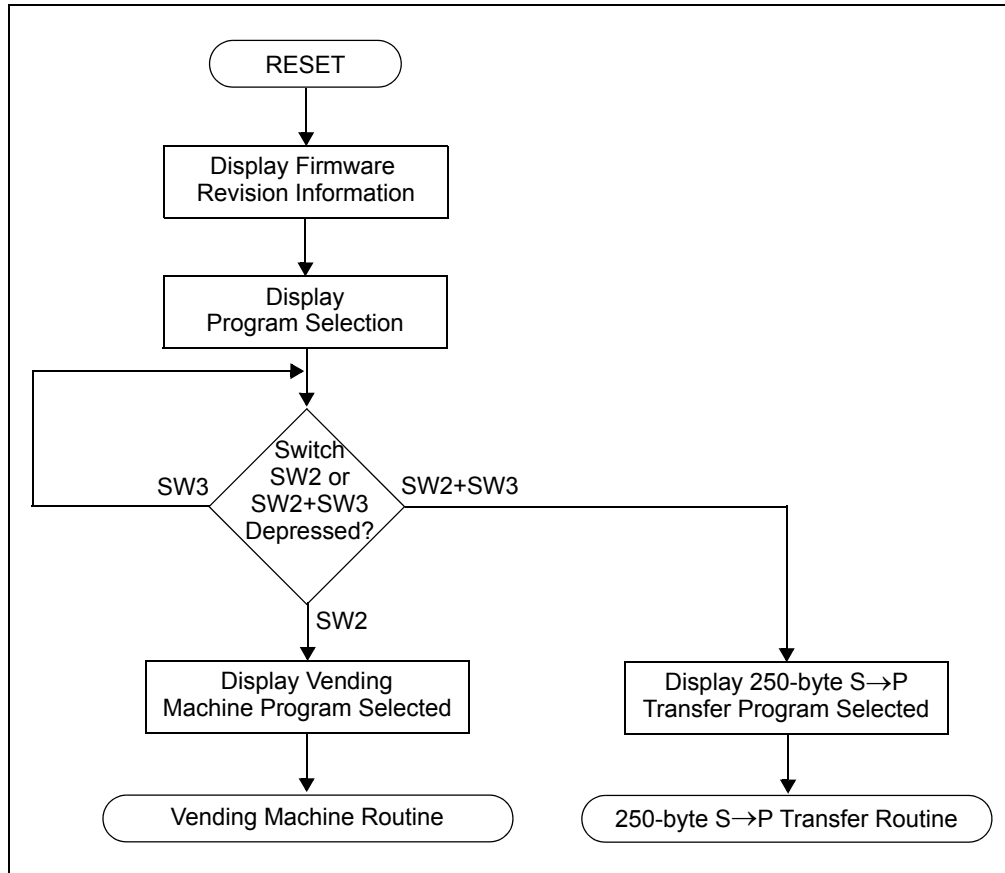 RESET
Display Firmware
Revision Information
Display
Program Selection
Switch
SW2 or
SW2+SW3
Depressed?
SW3
SW2+SW3
SW2
Display Vending
Machine Program Selected
Display 250-byte S→P
Transfer Program Selected
Vending Machine Routine
250-byte S→P Transfer Routine